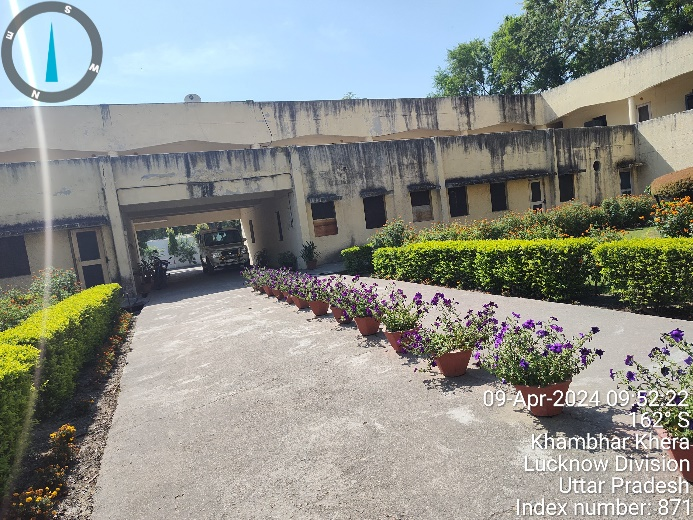 S
E
W
N
09-Apr-2024 09:52:22
162° S
Khambhar Khera
Lucknow Division
Uttar Pradesh
Index number: 871